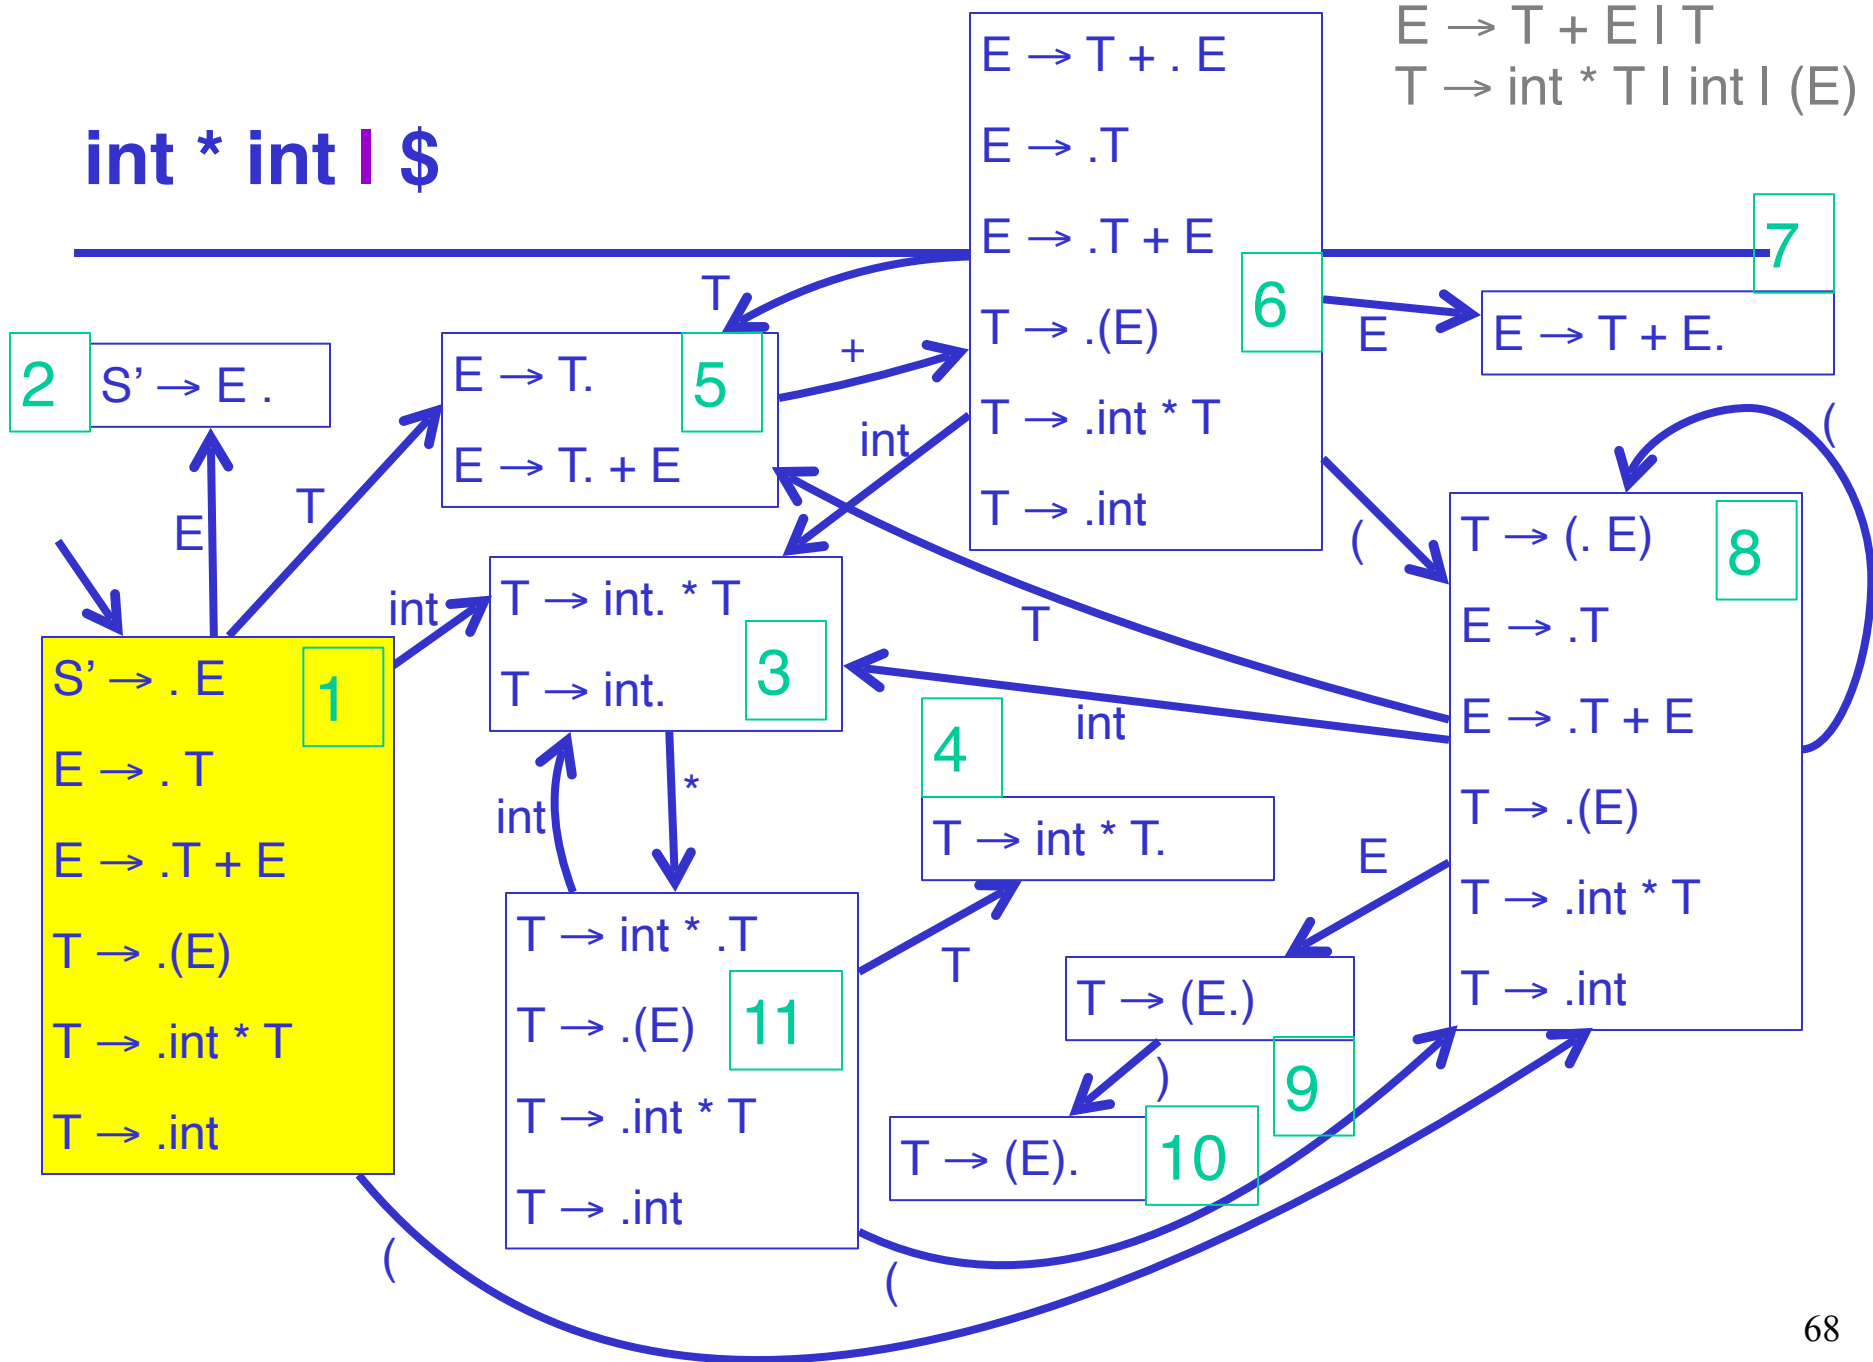 E → T + E | T
T → int * T | int | (E)
int * int | $
E → T + . E
E → .T
E → .T + E
T → .(E)
T → .int * T
T → .int
6
7
E → T + E.
E
T
+
2
S’ → E .
E → T.
E → T. + E
5
int
(
(
T
E
int
T → int. * T
T → int.
3
T
int
T → (. E)
E → .T
E → .T + E
T → .(E)
T → .int * T
T → .int
8
S’ → . E
E → . T
E → .T + E
T → .(E)
T → .int * T
T → .int
1
int
*
4
T → int * T.
E
T
T → int * .T
T → .(E)
T → .int * T
T → .int
11
T → (E.)
9
)
T → (E).
10
(
(
68